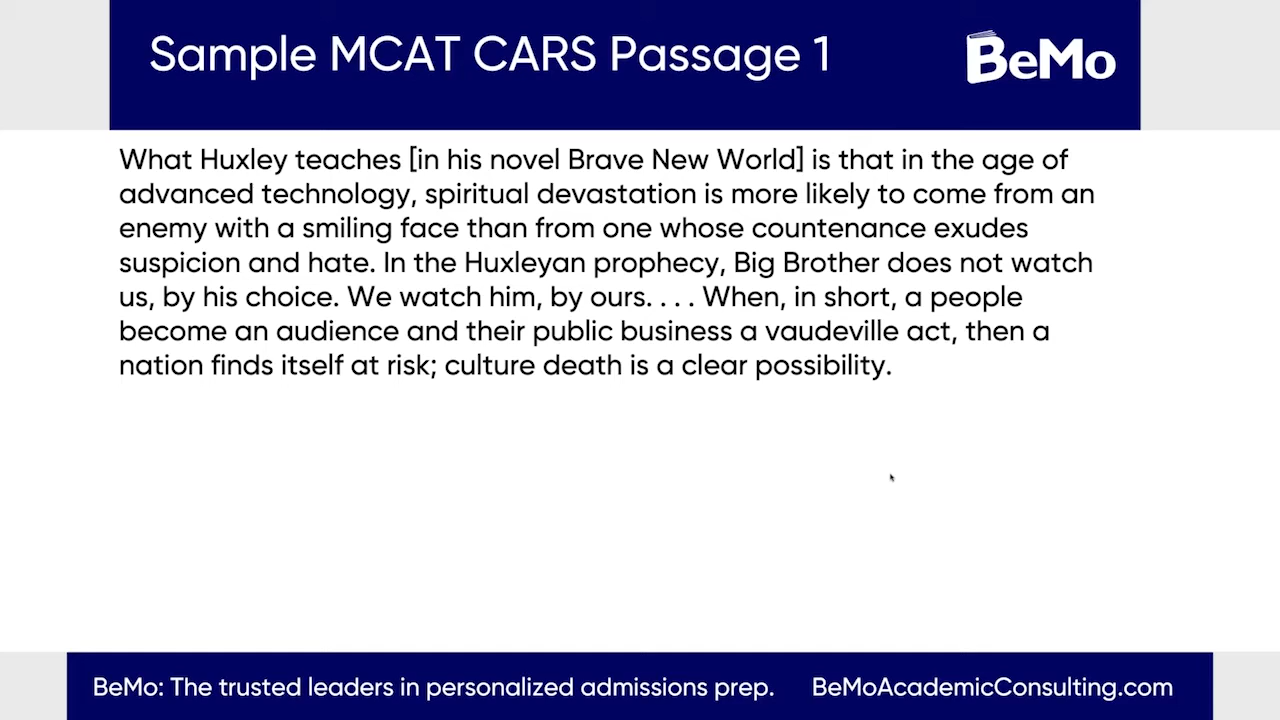 Sample MCAT CARS Passage 1
BeMo
What Huxley teaches [in his novel Brave New World] is that in the age of
advanced technology, spiritual devastation is more likely to come from an
enemy with a smiling face than from one whose countenance exudes
suspicion and hate. In the Huxleyan prophecy, Big Brother does not watch
us, by his choice. We watch him, by ours. . . . When, in short, a people
become an audience and their public business a vaudeville act, then a
nation finds itself at risk; culture death is a clear possibility.
BeMo: The trusted leaders in personalized admissions prep. BeMoAcademicConsulting.com